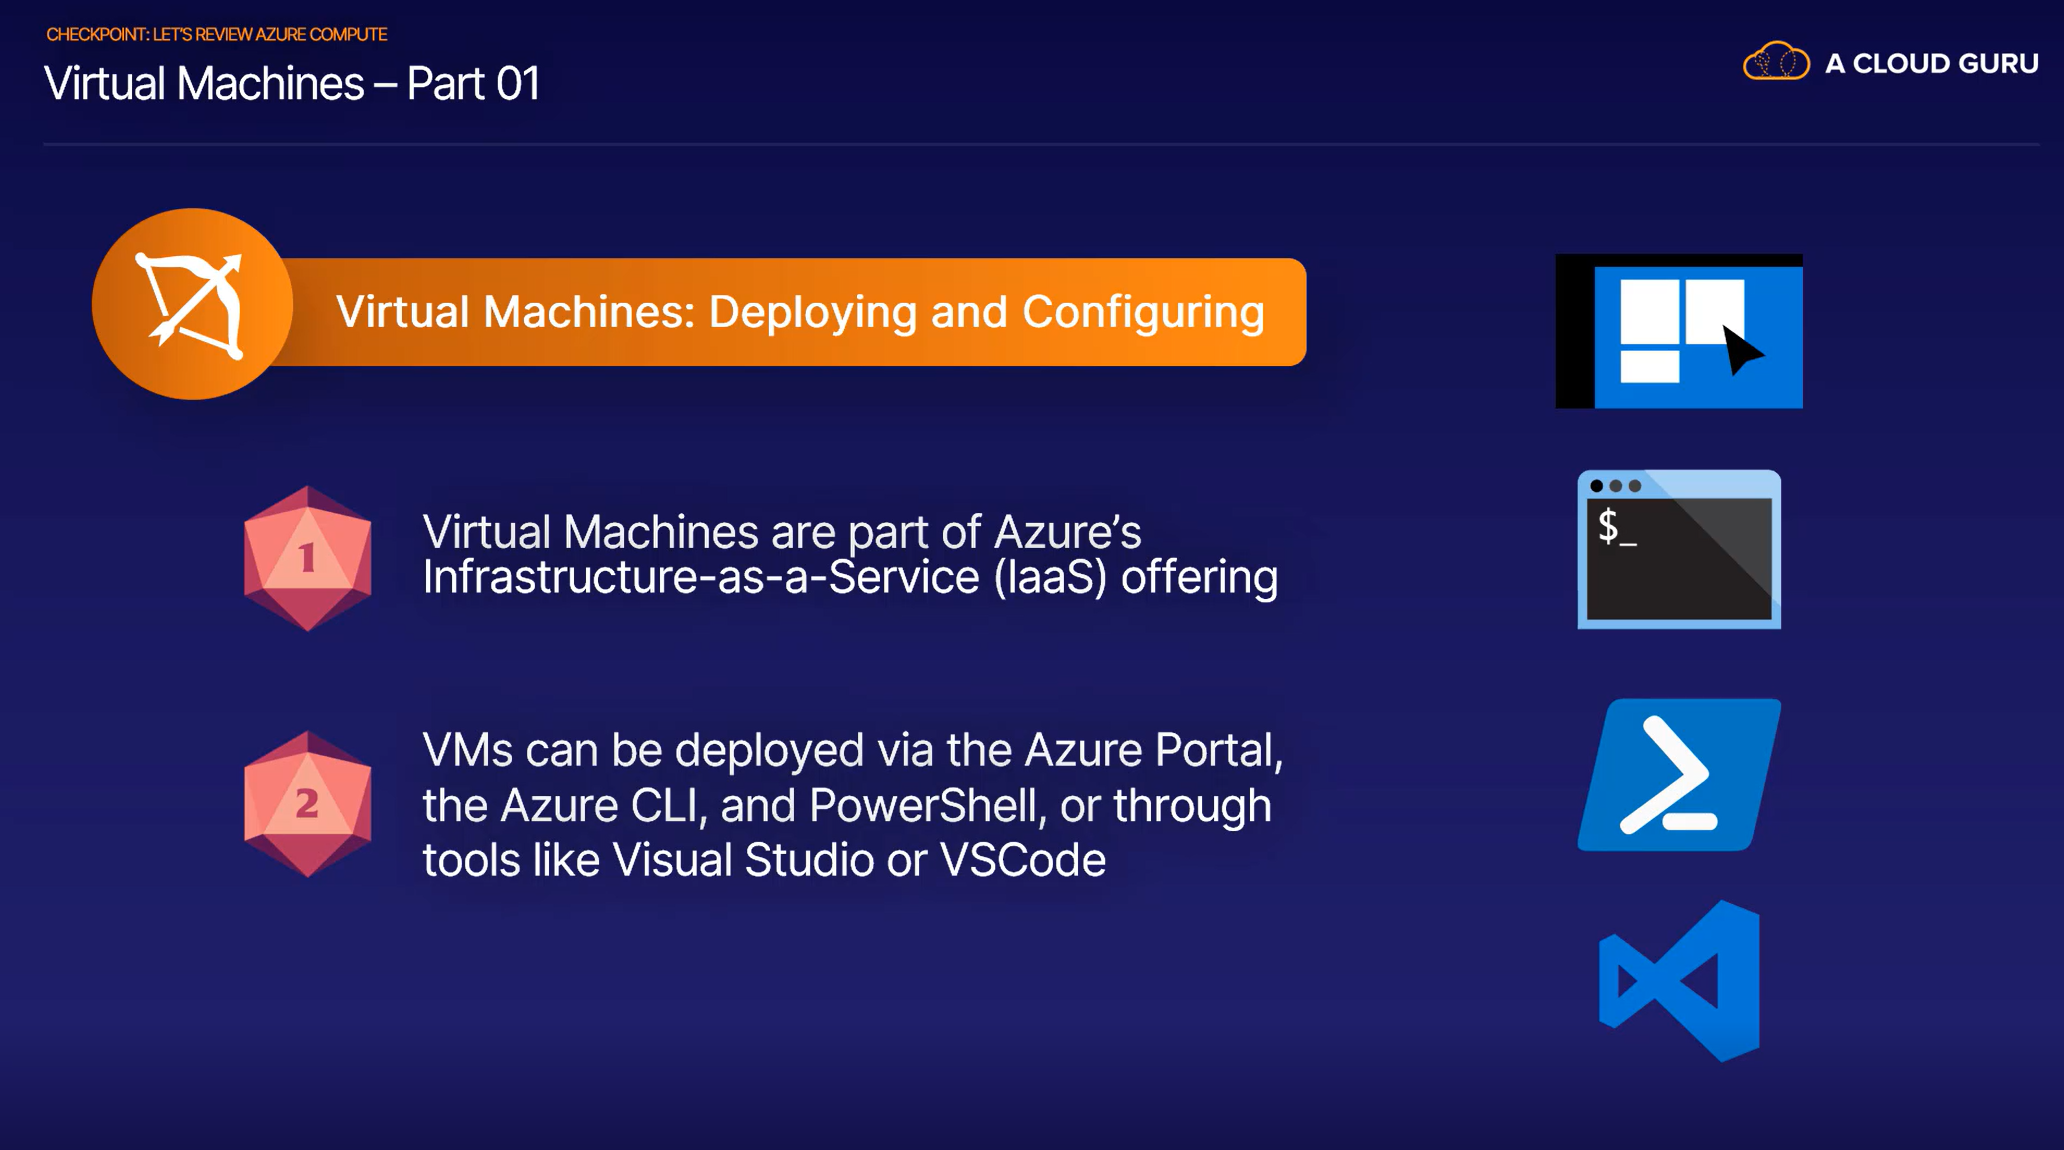 CHECKPOINT: LET'S REVIEW AZURE COMPUTE
Virtual Machines – Part 01
A CLOUD GURU
Virtual Machines: Deploying and Configuring
1
Virtual Machines are part of Azure’s
Infrastructure-as-a-Service (IaaS) offering
$_
2
VMs can be deployed via the Azure Portal,
the Azure CLI, and PowerShell, or through
tools like Visual Studio or VSCode